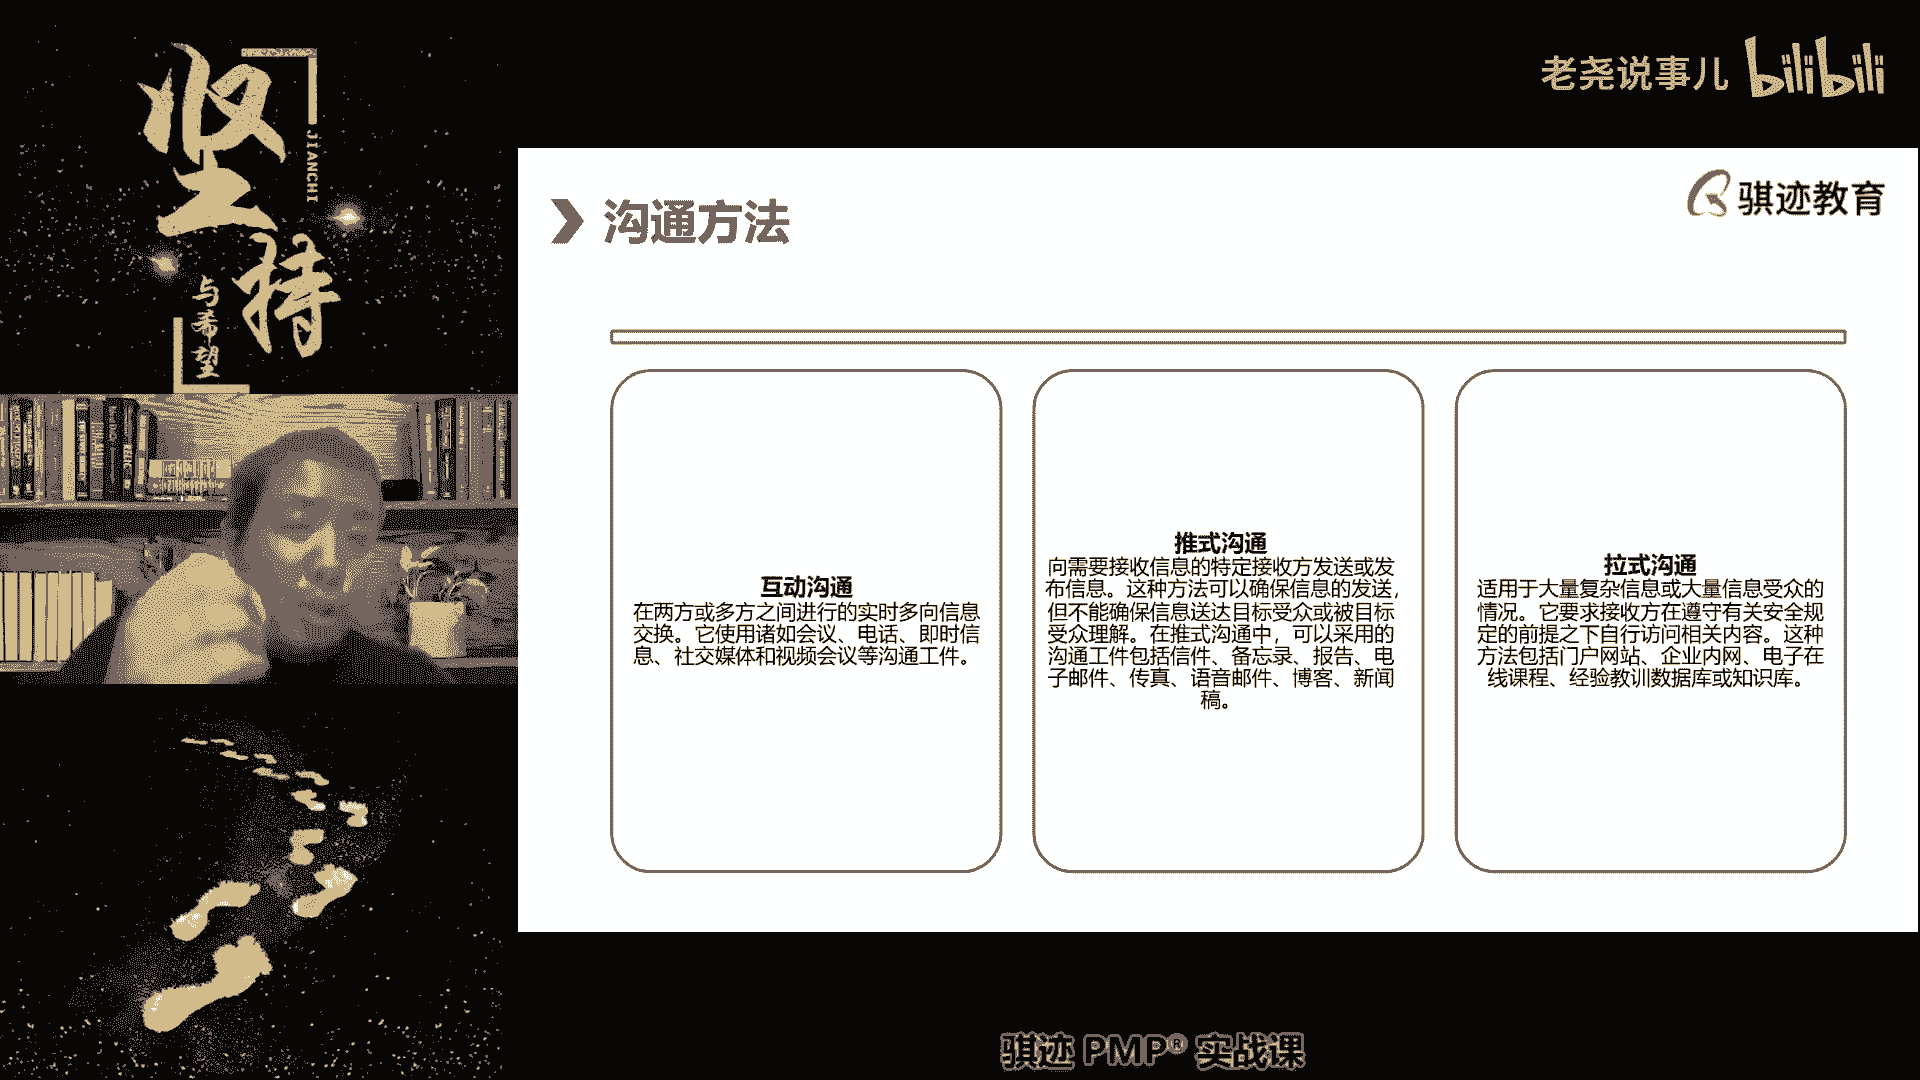 坚
持
JIANCHI
与希望
老尧说事儿 bilibili
骐迹教育
沟通方法
互动沟通
在两方或多方之间进行的实时多向信息
交换。它使用诸如会议、电话、即时信
息、社交媒体和视频会议等沟通工件。
推式沟通
向需要接收信息的特定接收方发送或发
布信息。这种方法可以确保信息的发送，
但不能确保信息送达目标受众或被目标
受众理解。在推式沟通中，可以采用的
沟通工件包括信件、备忘录、报告、电
子邮件、传真、语音邮件、博客、新闻
稿。
拉式沟通
适用于大量复杂信息或大量信息受众的
情况。它要求接收方在遵守有关安全规
定的前提之下自行访问相关内容。这种
方法包括门户网站、企业内网、电子在
线课程、经验教训数据库或知识库。
骐迹 PMP® 实战课